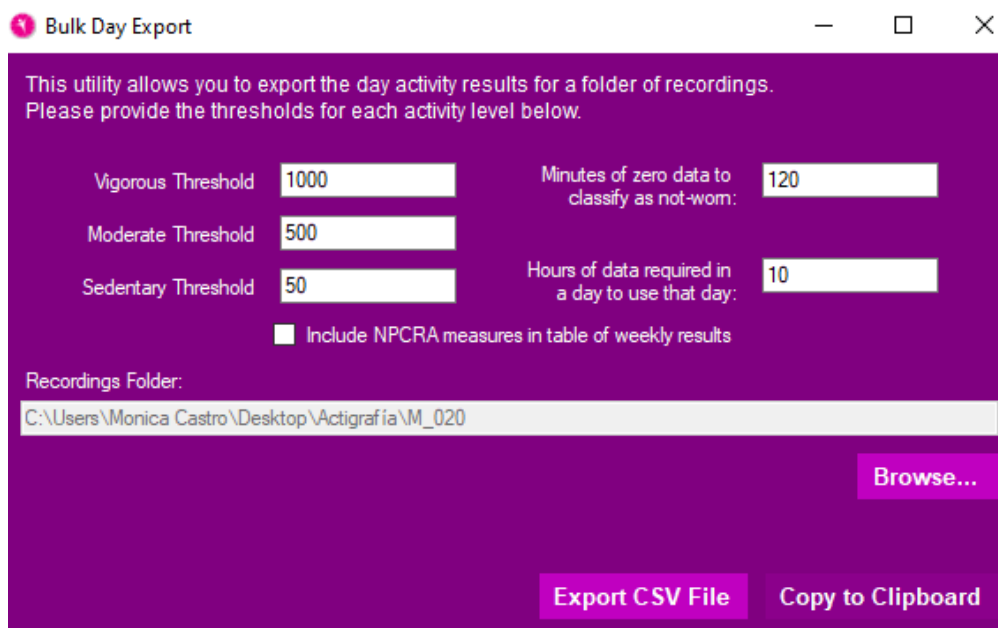 Bulk Day Export
This utility allows you to export the day activity results for a folder of recordings.
Please provide the thresholds for each activity level below.
Vigorous Threshold 1000
Moderate Threshold 500
Sedentary Threshold 50
Minutes of zero data to
classify as not-worn: 120
Hours of data required in
a day to use that day: 10
Include NPCRA measures in table of weekly results
Recordings Folder:
C:\Users\Monica Castro\Desktop\Actigrafía\M_020
Browse...
Export CSV File
Copy to Clipboard